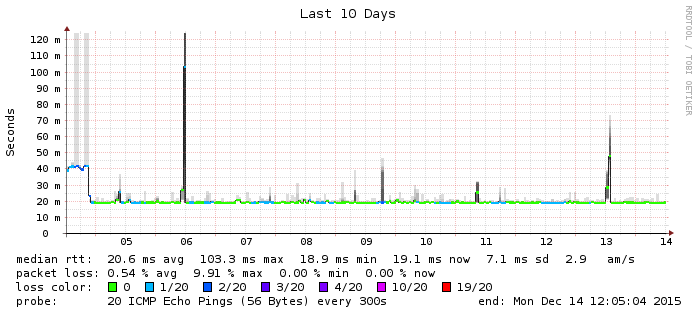 Last 10 Days
RRDTOOL / TOBI OETIKER
Seconds
120 m
110 m
100 m
90 m
80 m
70 m
60 m
50 m
40 m
30 m
20 m
10 m
0
05 06 07 08 09 10 11 12 13 14
median rtt: 20.6 ms avg 103.3 ms max 18.9 ms min 19.1 ms now 7.1 ms sd 2.9 am/s
packet loss: 0.54 % avg 9.91 % max 0.00 % min 0.00 % now
loss color: 0 1/20 2/20 3/20 4/20 10/20 19/20
probe: 20 ICMP Echo Pings (56 Bytes) every 300s end: Mon Dec 14 12:05:04 2015